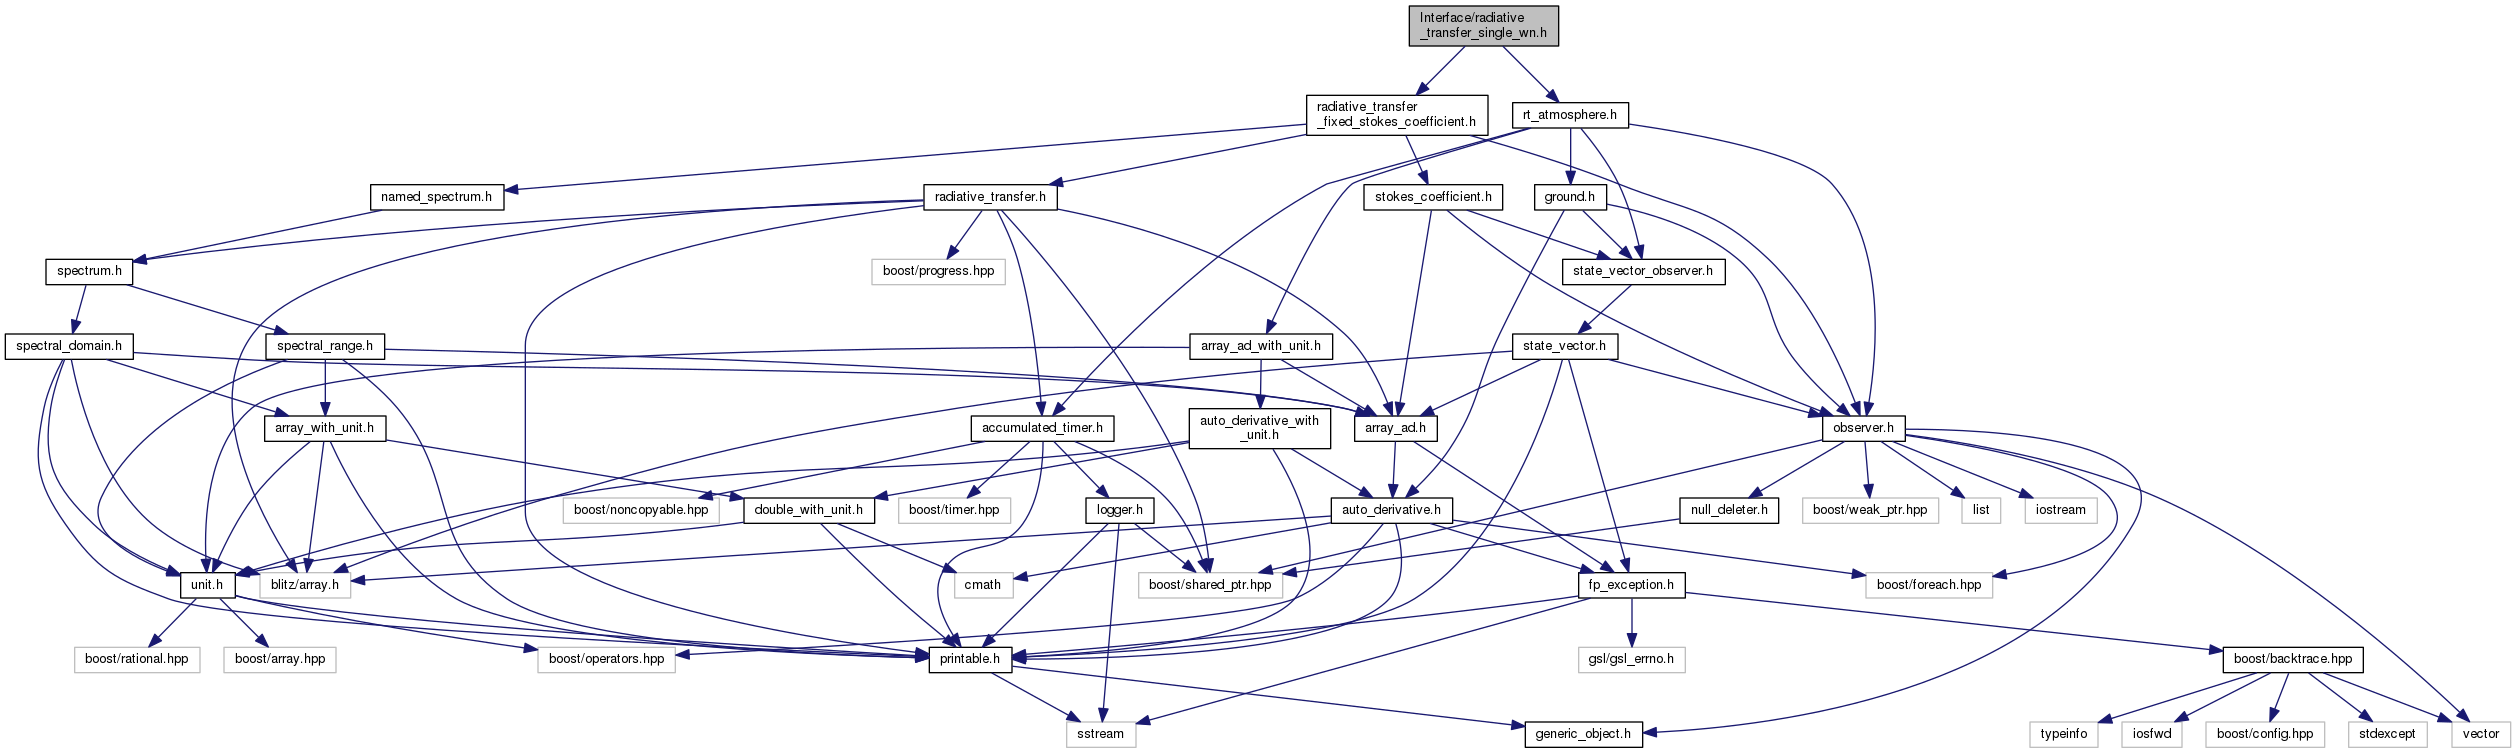 Interface/radiative
_transfer_single_wn.h
radiative_transfer
_fixed_stokes_coefficient.h
rt_atmosphere.h
named_spectrum.h
radiative_transfer.h
stokes_coefficient.h
ground.h
spectrum.h
boost/progress.hpp
state_vector_observer.h
spectral_domain.h
spectral_range.h
array_ad_with_unit.h
state_vector.h
array_with_unit.h
accumulated_timer.h
auto_derivative_with
_unit.h
array_ad.h
observer.h
boost/noncopyable.hpp
double_with_unit.h
boost/timer.hpp
logger.h
auto_derivative.h
null_deleter.h
boost/weak_ptr.hpp
list
iostream
unit.h
blitz/array.h
cmath
boost/shared_ptr.hpp
fp_exception.h
boost/foreach.hpp
boost/rational.hpp
boost/array.hpp
boost/operators.hpp
printable.h
gsl/gsl_errno.h
boost/backtrace.hpp
sstream
generic_object.h
typeinfo
iosfwd
boost/config.hpp
stdexcept
vector